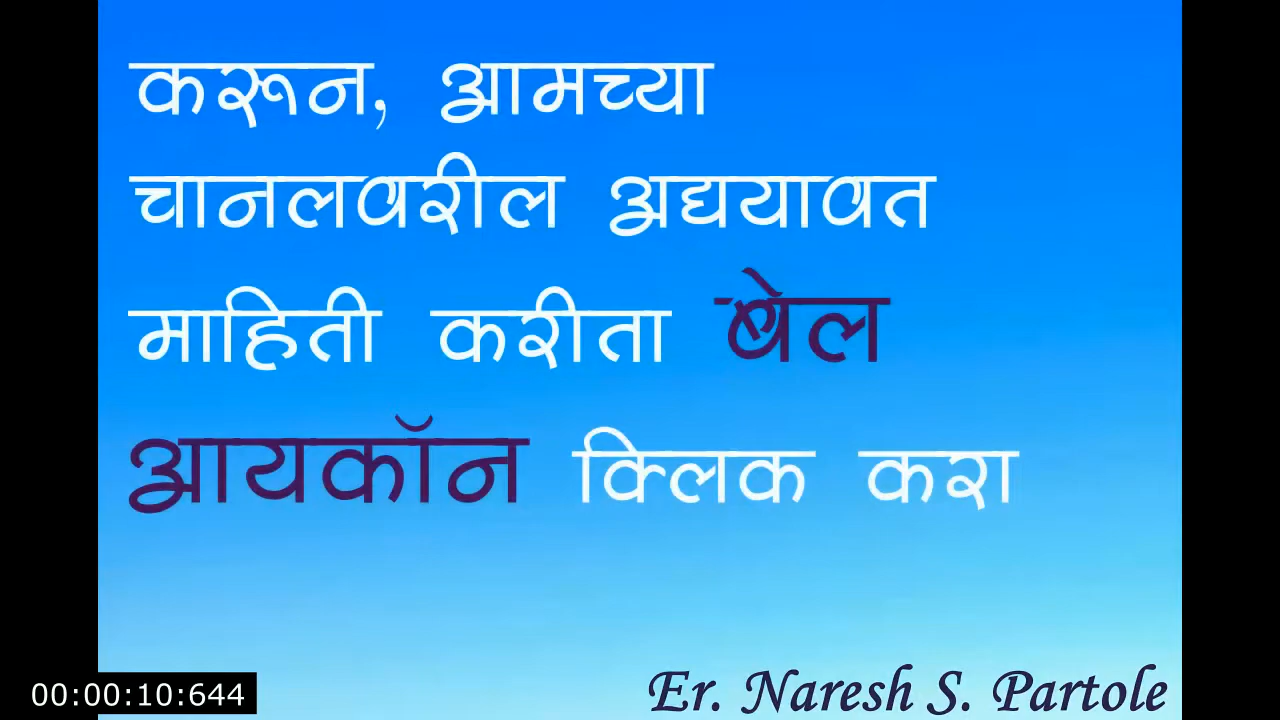 करून, आमच्या
चानलवरील अद्ययावत
माहिती करीता बेल
आयकॉन क्लिक करा
Er. Naresh S. Partole
00:00:10:644